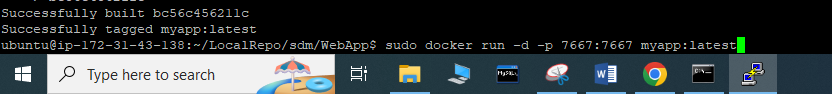 Successfully built bc56c456211c
Successfully tagged myapp:latest
ubuntu@ip-172-31-43-138:~/LocalRepo/sdm/WebApp$ sudo docker run -d -p 7667:7667 myapp:latest
Type here to search
MySQL
W